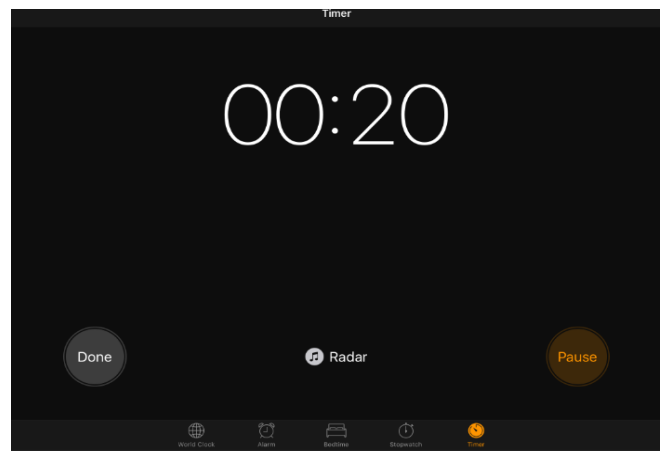 Timer
00:20
Done
Radar
Pause
World Clock
Alarm
Bedtime
Stopwatch
Timer